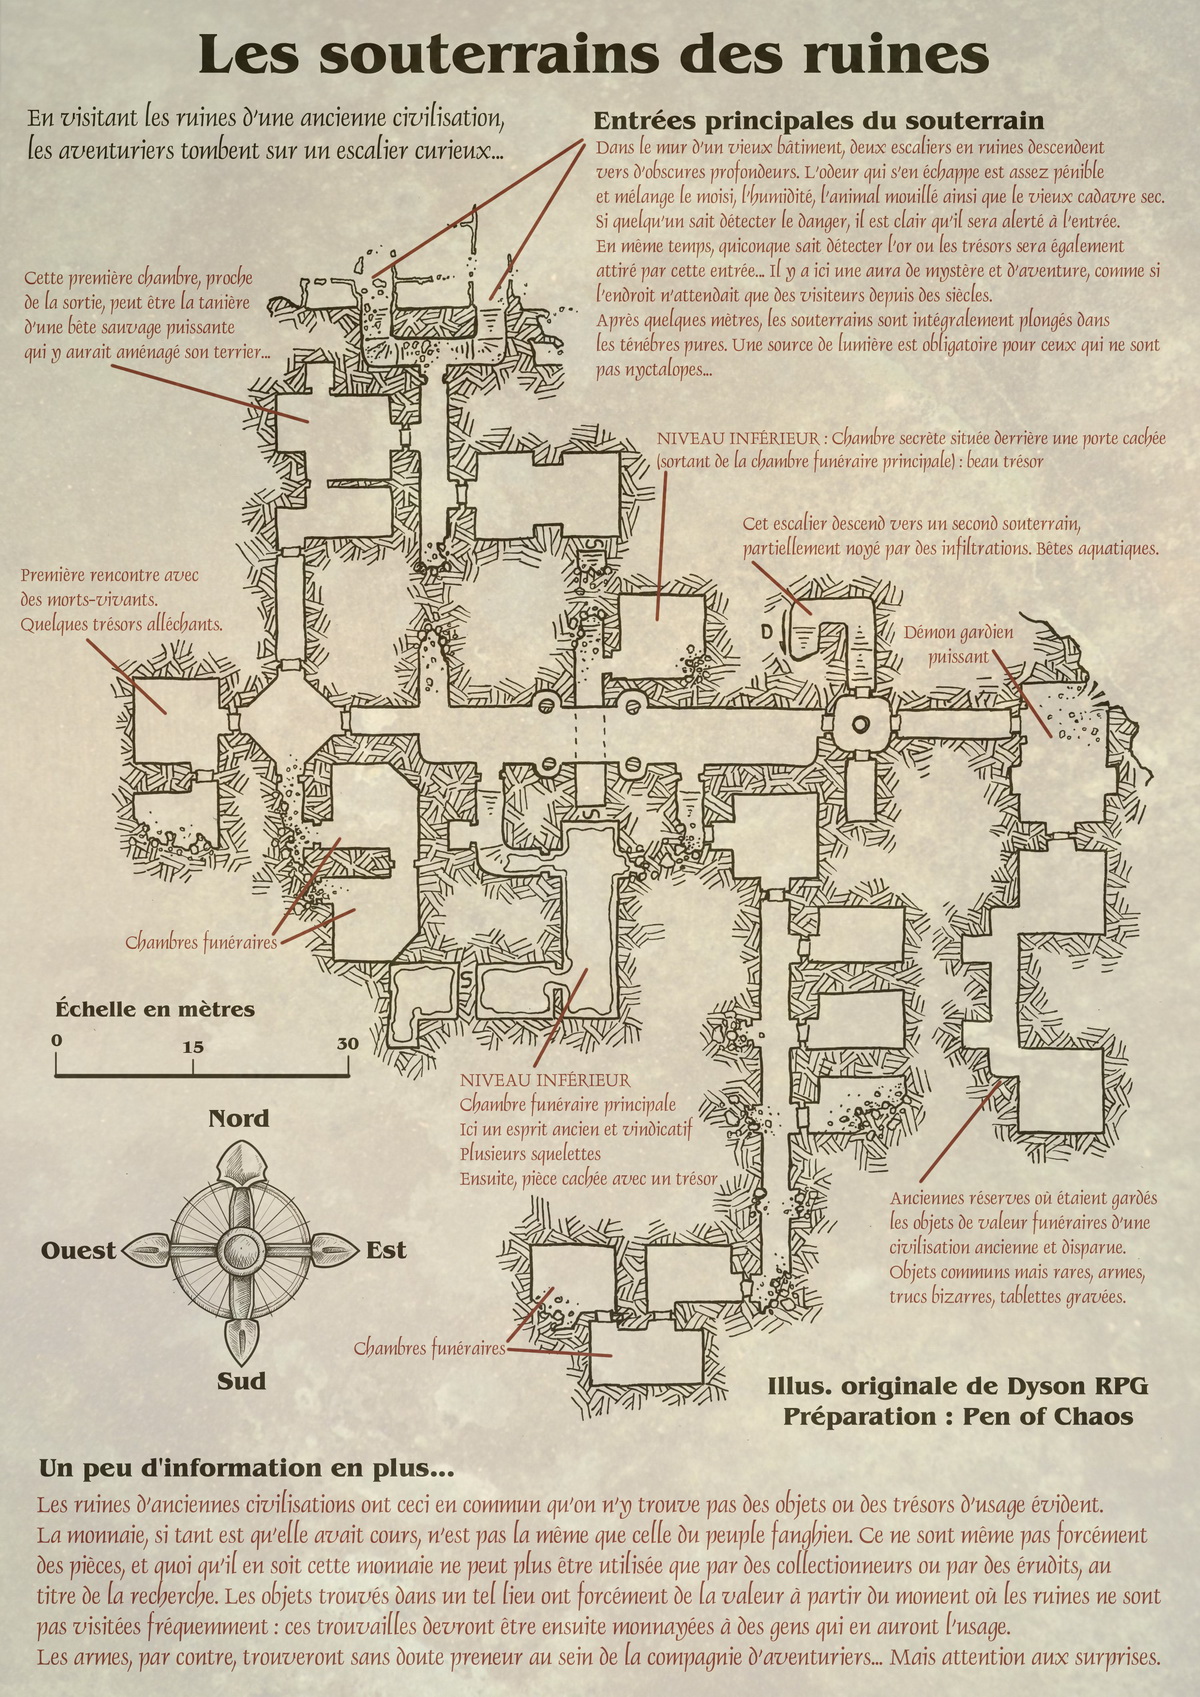 Les souterrains des ruines
En visitant les ruines d'une ancienne civilisation,
les aventuriers tombent sur un escalier curieux...
Entrées principales du souterrain
Dans le mur d'un vieux bâtiment, deux escaliers en ruines descendent
vers d'obscures profondeurs. L'odeur qui s'en échappe est assez pénible
et mélange le moisi, l'humidité, l'animal mouillé ainsi que le vieux cadavre sec.
Si quelqu'un sait détecter le danger, il est clair qu'il sera alerté à l'entrée.
En même temps, quiconque sait détecter l'or ou les trésors sera également
attiré par cette entrée... Il y a ici une aura de mystère et d'aventure, comme si
l'endroit n'attendait que des visiteurs depuis des siècles.
Après quelques mètres, les souterrains sont intégralement plongés dans
les ténèbres pures. Une source de lumière est obligatoire pour ceux qui ne sont
pas nyctalopes...
Cette première chambre, proche
de la sortie, peut être la tanière
d'une bête sauvage puissante
qui y aurait aménagé son terrier...
NIVEAU INFÉRIEUR : Chambre secrète située derrière une porte cachée
(sortant de la chambre funéraire principale) : beau trésor
Cet escalier descend vers un second souterrain,
partiellement noyé par des infiltrations. Bêtes aquatiques.
Première rencontre avec
des morts-vivants.
Quelques trésors alléchants.
S
D
Démon gardien
puissant
S
Chambres funéraires
S
Échelle en mètres
0 15 30
NIVEAU INFÉRIEUR
Chambre funéraire principale
Ici un esprit ancien et vindicatif
Plusieurs squelettes
Ensuite, pièce cachée avec un trésor
Nord
Ouest
Est
Sud
Anciennes réserves où étaient gardés
les objets de valeur funéraires d'une
civilisation ancienne et disparue.
Objets communs mais rares, armes,
trucs bizarres, tablettes gravées.
Chambres funéraires
Illus. originale de Dyson RPG
Préparation : Pen of Chaos
Un peu d'information en plus...
Les ruines d'anciennes civilisations ont ceci en commun qu'on n'y trouve pas des objets ou des trésors d'usage évident.
La monnaie, si tant est qu'elle avait cours, n'est pas la même que celle du peuple fanghien. Ce ne sont même pas forcément
des pièces, et quoi qu'il en soit cette monnaie ne peut plus être utilisée que par des collectionneurs ou par des érudits, au
titre de la recherche. Les objets trouvés dans un tel lieu ont forcément de la valeur à partir du moment où les ruines ne sont
pas visitées fréquemment : ces trouvailles devront être ensuite monnayées à des gens qui en auront l'usage.
Les armes, par contre, trouveront sans doute preneur au sein de la compagnie d'aventuriers... Mais attention aux surprises.